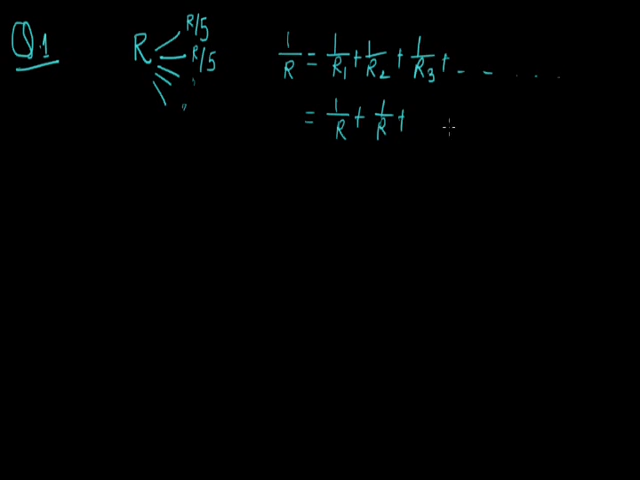 Q.1
R R/5 R/5
1/R = 1/R1 + 1/R2 + 1/R3 + - - . . . .
= 1/R + 1/R +